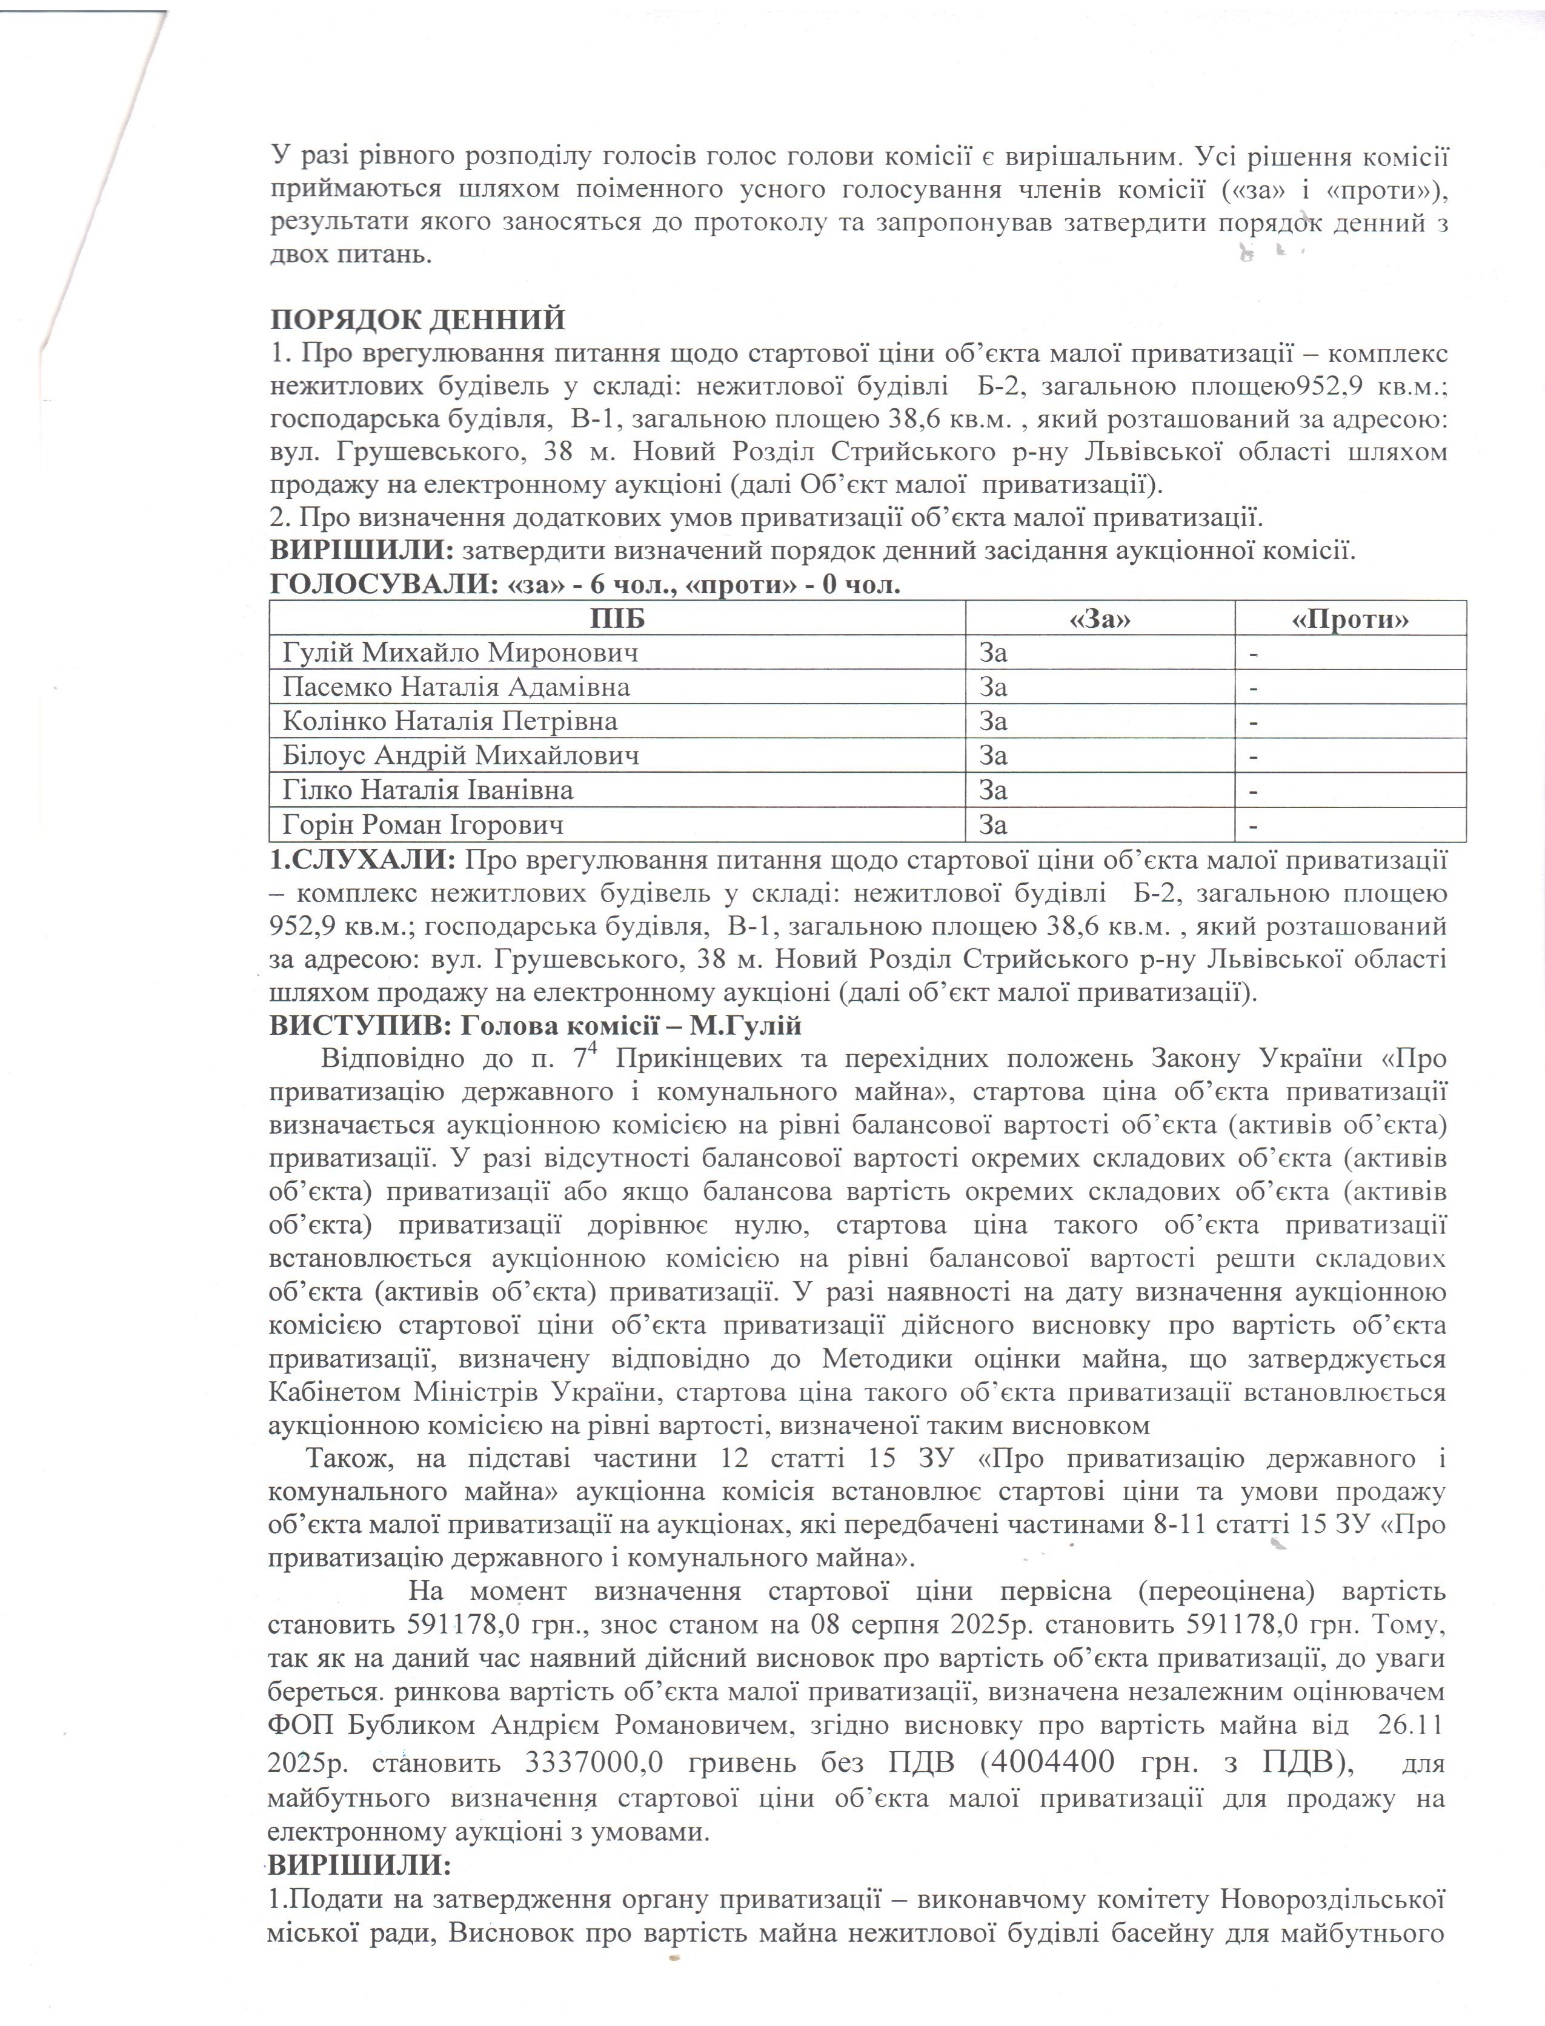 У разі рівного розподілу голосів голос голови комісії є вирішальним. Усі рішення комісії
приймаються шляхом поіменного усного голосування членів комісії («за» і «проти»),
результати якого заносяться до протоколу та запропонував затвердити порядок денний з
двох питань.
ПОРЯДОК ДЕННИЙ
1. Про врегулювання питання щодо стартової ціни об’єкта малої приватизації – комплекс
нежитлових будівель у складі: нежитлової будівлі Б-2, загальною площею952,9 кв.м.;
господарська будівля, В-1, загальною площею 38,6 кв.м. , який розташований за адресою:
вул. Грушевського, 38 м. Новий Розділ Стрийського р-ну Львівської області шляхом
продажу на електронному аукціоні (далі Об’єкт малої приватизації).
2. Про визначення додаткових умов приватизації об’єкта малої приватизації.
ВИРІШИЛИ: затвердити визначений порядок денний засідання аукціонної комісії.
ГОЛОСУВАЛИ: «за» - 6 чол., «проти» - 0 чол.
ПІБ «За» «Проти»
Гулій Михайло Миронович За -
Пасемко Наталія Адамівна За -
Колінко Наталія Петрівна За -
Білоус Андрій Михайлович За -
Гілко Наталія Іванівна За -
Горін Роман Ігорович За -
1.СЛУХАЛИ: Про врегулювання питання щодо стартової ціни об’єкта малої приватизації
– комплекс нежитлових будівель у складі: нежитлової будівлі Б-2, загальною площею
952,9 кв.м.; господарська будівля, В-1, загальною площею 38,6 кв.м. , який розташований
за адресою: вул. Грушевського, 38 м. Новий Розділ Стрийського р-ну Львівської області
шляхом продажу на електронному аукціоні (далі об’єкт малої приватизації).
ВИСТУПИВ: Голова комісії – М.Гулій
Відповідно до п. 7⁴ Прикінцевих та перехідних положень Закону України «Про
приватизацію державного і комунального майна», стартова ціна об’єкта приватизації
визначається аукціонною комісією на рівні балансової вартості об’єкта (активів об’єкта)
приватизації. У разі відсутності балансової вартості окремих складових об’єкта (активів
об’єкта) приватизації або якщо балансова вартість окремих складових об’єкта (активів
об’єкта) приватизації дорівнює нулю, стартова ціна такого об’єкта приватизації
встановлюється аукціонною комісією на рівні балансової вартості решти складових
об’єкта (активів об’єкта) приватизації. У разі наявності на дату визначення аукціонною
комісією стартової ціни об’єкта приватизації дійсного висновку про вартість об’єкта
приватизації, визначену відповідно до Методики оцінки майна, що затверджується
Кабінетом Міністрів України, стартова ціна такого об’єкта приватизації встановлюється
аукціонною комісією на рівні вартості, визначеної таким висновком
Також, на підставі частини 12 статті 15 ЗУ «Про приватизацію державного і
комунального майна» аукціонна комісія встановлює стартові ціни та умови продажу
об’єкта малої приватизації на аукціонах, які передбачені частинами 8-11 статті 15 ЗУ «Про
приватизацію державного і комунального майна».
На момент визначення стартової ціни первісна (переоцінена) вартість
становить 591178,0 грн., знос станом на 08 серпня 2025р. становить 591178,0 грн. Тому,
так як на даний час наявний дійсний висновок про вартість об’єкта приватизації, до уваги
береться. ринкова вартість об’єкта малої приватизації, визначена незалежним оцінювачем
ФОП Бубликом Андрієм Романовичем, згідно висновку про вартість майна від 26.11
2025р. становить 3337000,0 гривень без ПДВ (4004400 грн. з ПДВ), для
майбутнього визначення стартової ціни об’єкта малої приватизації для продажу на
електронному аукціоні з умовами.
ВИРІШИЛИ:
1.Подати на затвердження органу приватизації – виконавчому комітету Новороздільської
міської ради, Висновок про вартість майна нежитлової будівлі басейну для майбутнього